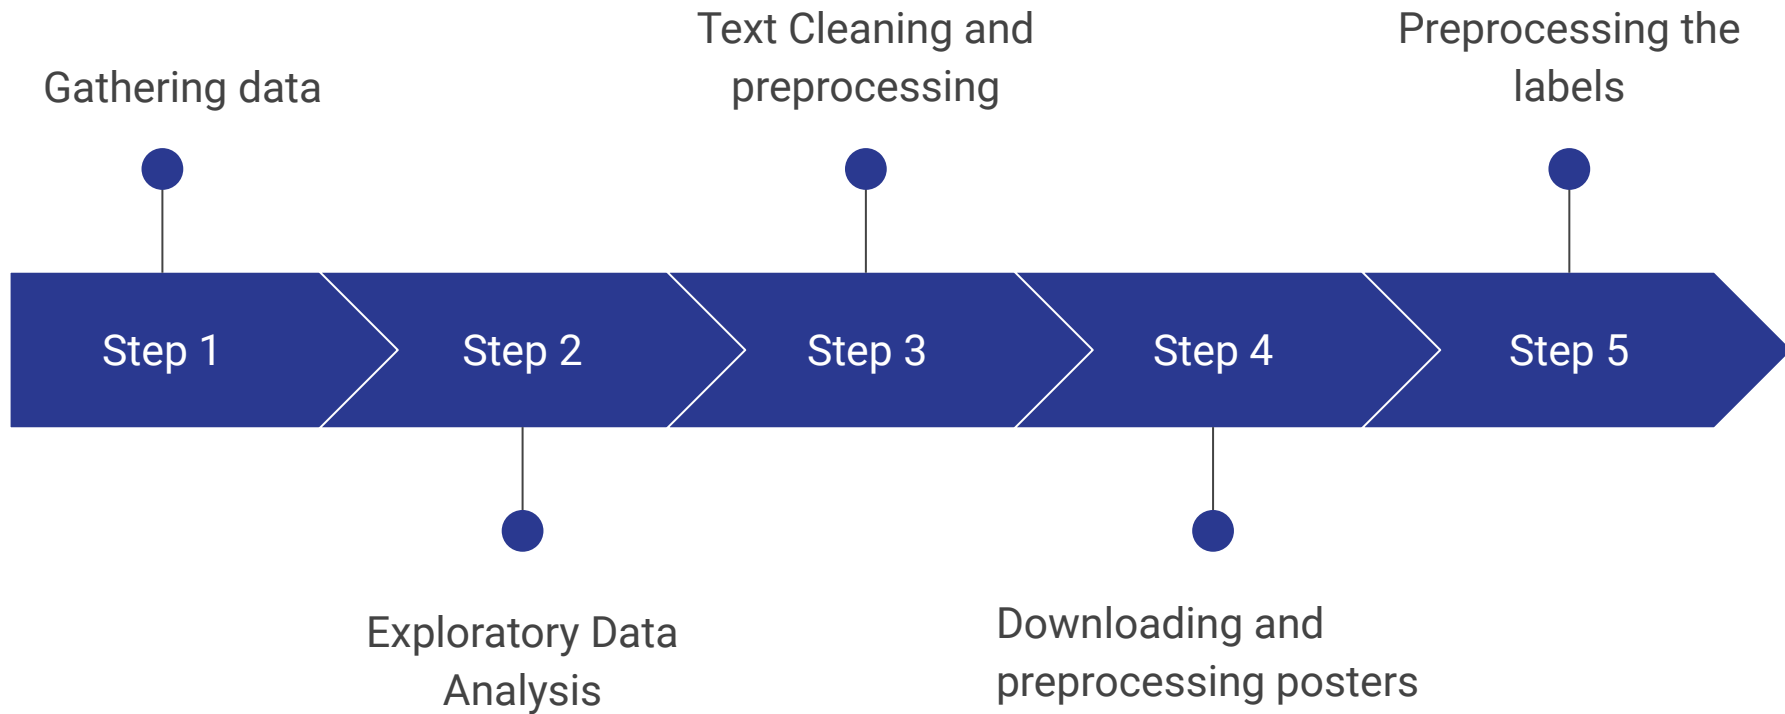 Text Cleaning and
preprocessing
Preprocessing the
labels
Gathering data
Step 1
Step 2
Step 3
Step 4
Step 5
Exploratory Data
Analysis
Downloading and
preprocessing posters